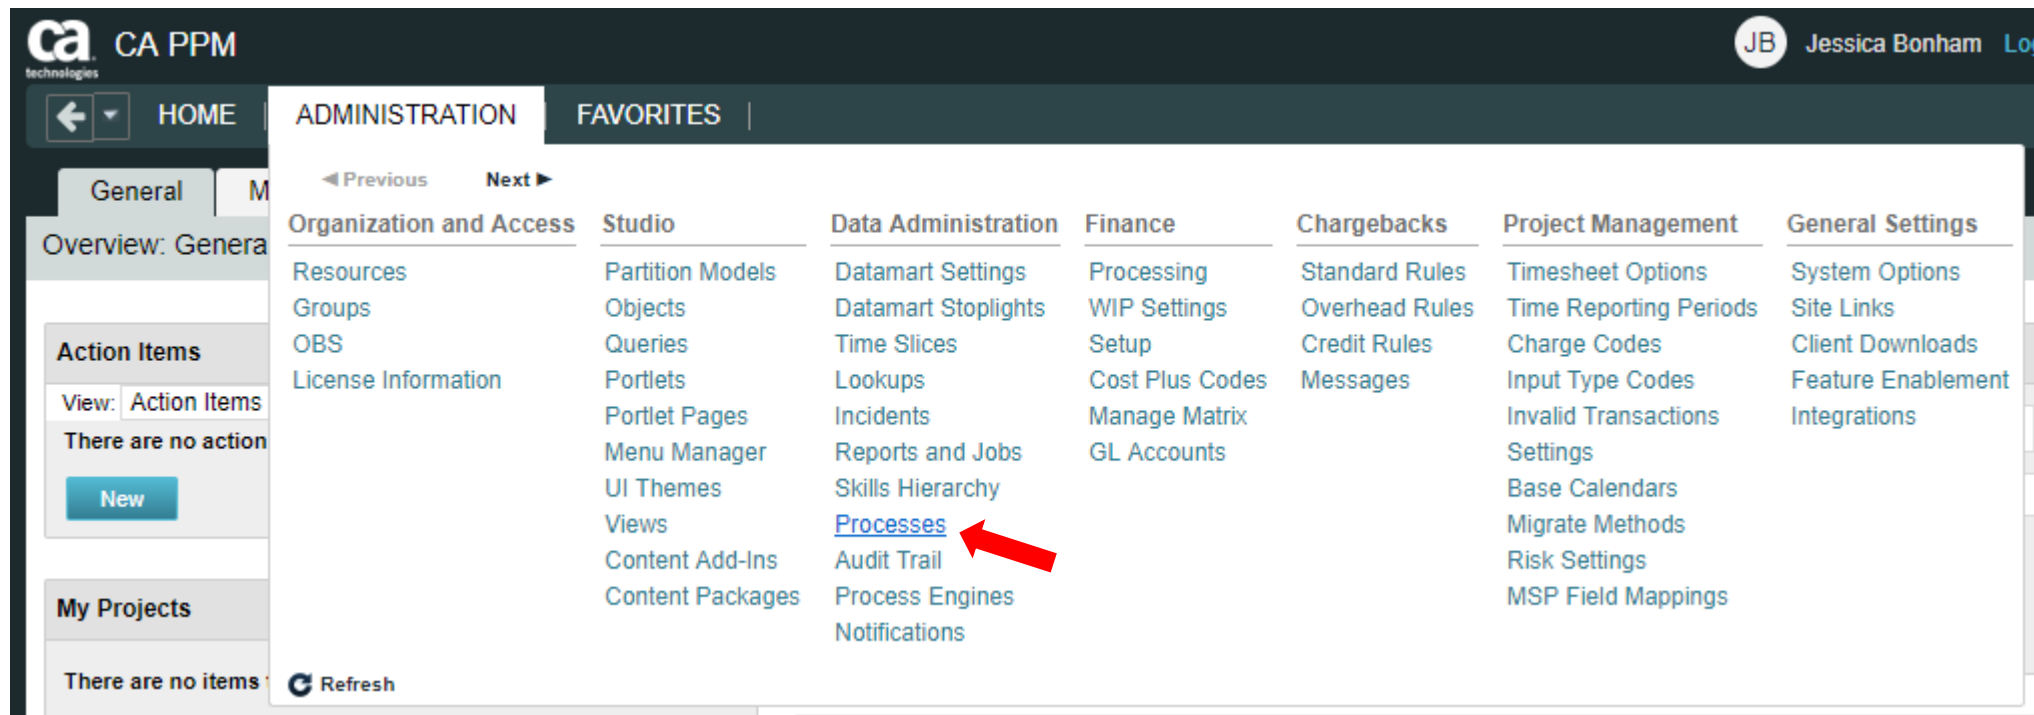 ca
technologies
CA PPM
JB
Jessica Bonham
HOME
ADMINISTRATION
FAVORITES
General
Overview: Genera
Action Items
View: Action Items
There are no action
New
My Projects
There are no items
Previous
Next
Organization and Access
Resources
Groups
OBS
License Information
Studio
Partition Models
Objects
Queries
Portlets
Portlet Pages
Menu Manager
UI Themes
Views
Content Add-Ins
Content Packages
Data Administration
Datamart Settings
Datamart Stoplights
Time Slices
Lookups
Incidents
Reports and Jobs
Skills Hierarchy
Processes
Audit Trail
Process Engines
Notifications
Finance
Processing
WIP Settings
Setup
Cost Plus Codes
Manage Matrix
GL Accounts
Chargebacks
Standard Rules
Overhead Rules
Credit Rules
Messages
Project Management
Timesheet Options
Time Reporting Periods
Charge Codes
Input Type Codes
Invalid Transactions
Settings
Base Calendars
Migrate Methods
Risk Settings
MSP Field Mappings
General Settings
System Options
Site Links
Client Downloads
Feature Enablement
Integrations
Refresh